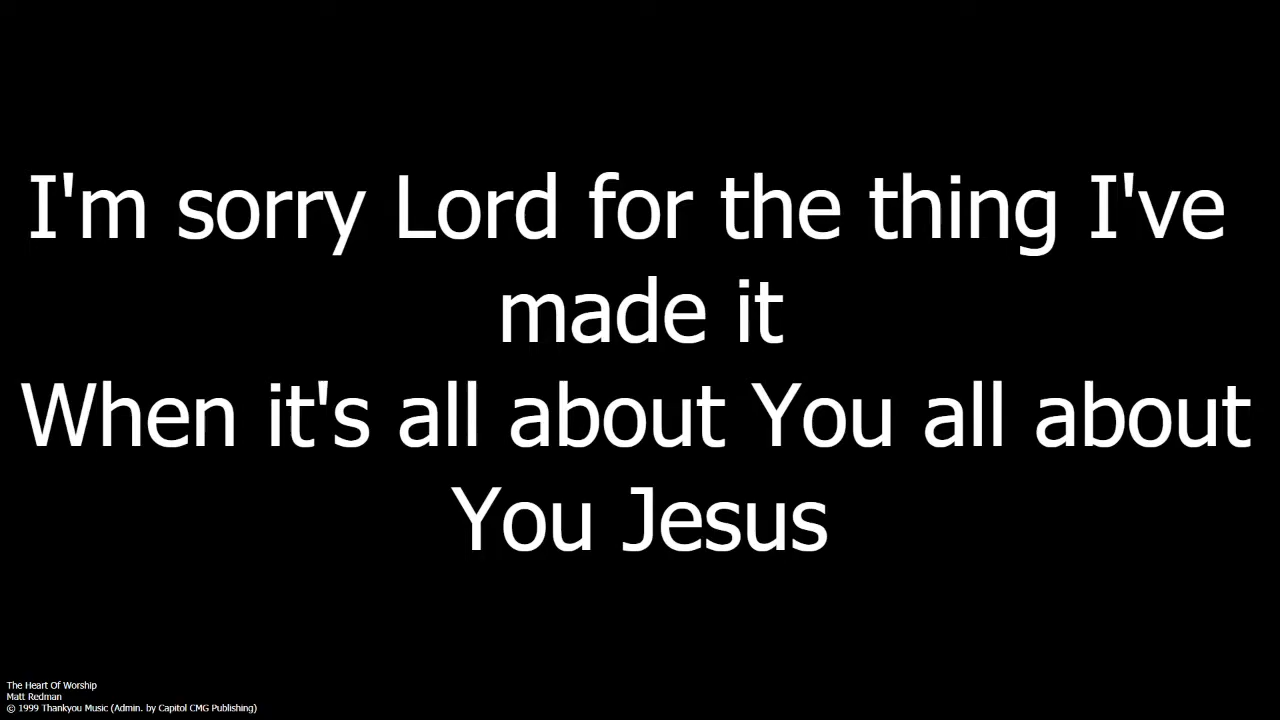 I'm sorry Lord for the thing I've
made it
When it's all about You all about
You Jesus
The Heart Of Worship
Matt Redman
© 1999 Thankyou Music (Admin. by Capitol CMG Publishing)